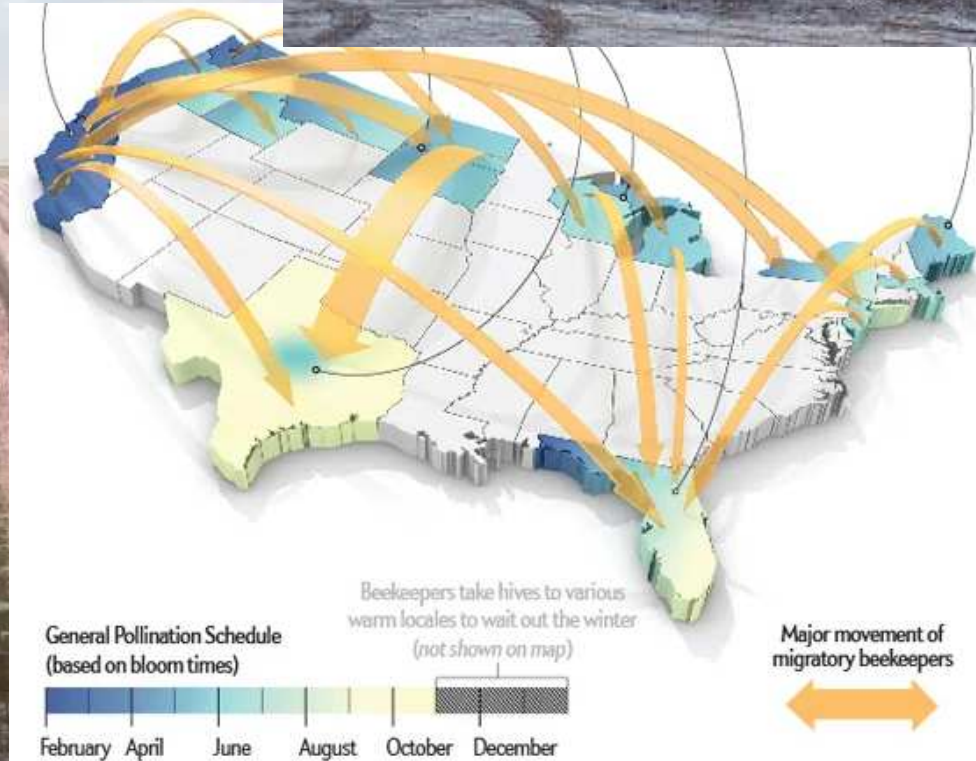 Beekeepers take hives to various
warm locales to wait out the winter
(not shown on map)
General Pollination Schedule
(based on bloom times)
Major movement of
migratory beekeepers
February April June August October December